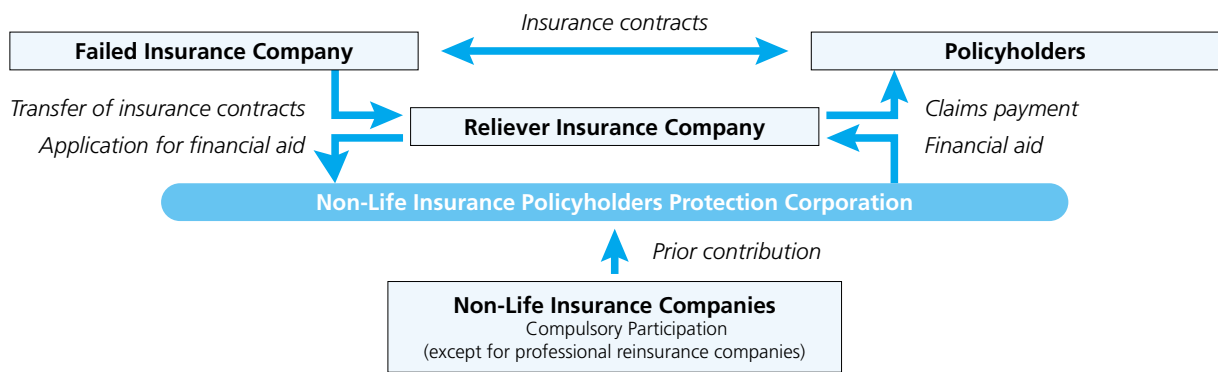 Insurance contracts
Failed Insurance Company
Policyholders
Transfer of insurance contracts
Claims payment
Reliever Insurance Company
Application for financial aid
Financial aid
Non-Life Insurance Policyholders Protection Corporation
Prior contribution
Non-Life Insurance Companies
Compulsory Participation
(except for professional reinsurance companies)